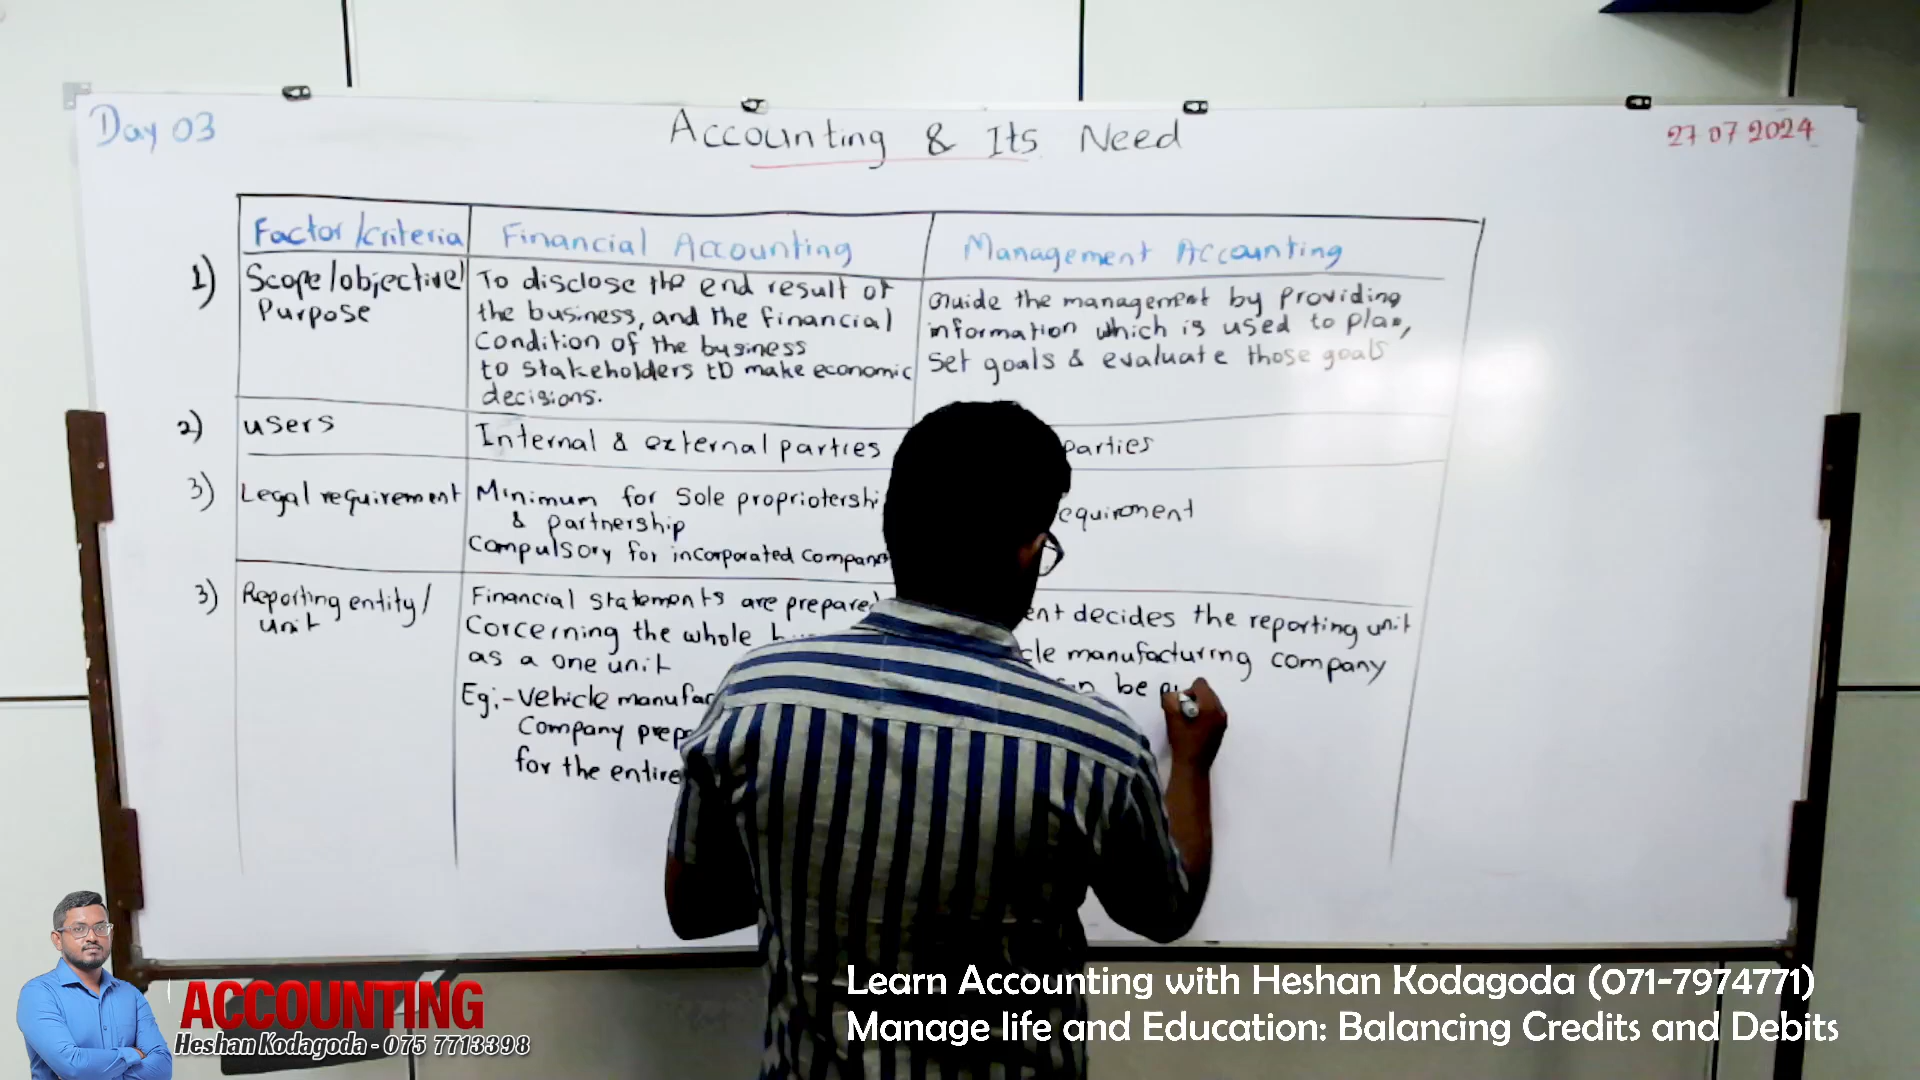 Day 03
Accounting & Its Need
27 07 2024
Factor/criteria
Financial Accounting
Management Accounting
1)
Scope/objective/
Purpose
To disclose the end result of
the business, and the financial
condition of the business
to stakeholders to make economic
decisions.
Guide the management by providing
information which is used to plan,
set goals & evaluate those goals
2)
users
Internal & external parties
parties
3)
Legal requirement
Minimum for sole propriotershi
& partnership
compulsory for incorporated
equirement
3)
Reporting entity/
unit
Financial statements are prepare
Corcerning the whole
as a one unit
Eg:- Vehicle manufac
Company prep
for the entire
ent decides the reporting unit
cle manufacturing company
be
ACCOUNTING
Heshan Kodagoda - 075 7713398
Learn Accounting with Heshan Kodagoda (071-7974771)
Manage life and Education: Balancing Credits and Debits